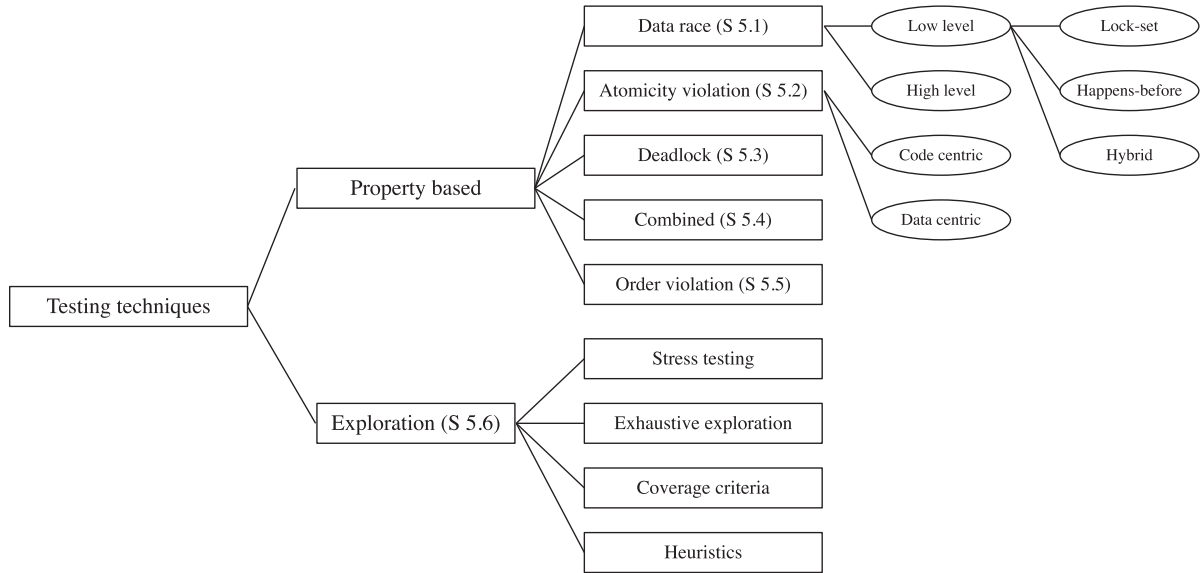 Data race (S 5.1)
Low level
Lock-set
Atomicity violation (S 5.2)
High level
Happens-before
Deadlock (S 5.3)
Code centric
Hybrid
Property based
Combined (S 5.4)
Data centric
Order violation (S 5.5)
Testing techniques
Stress testing
Exploration (S 5.6)
Exhaustive exploration
Coverage criteria
Heuristics